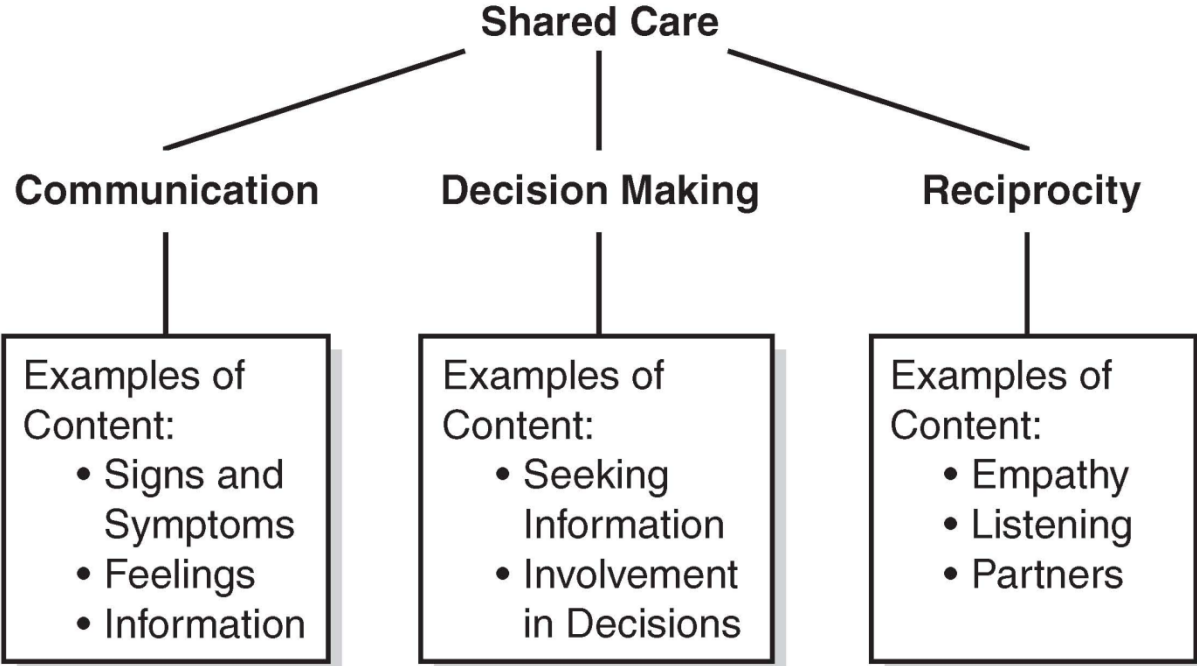 Shared Care
Communication
Decision Making
Reciprocity
Examples of
Content:
• Signs and
Symptoms
• Feelings
• Information
Examples of
Content:
• Seeking
Information
• Involvement
in Decisions
Examples of
Content:
• Empathy
• Listening
• Partners